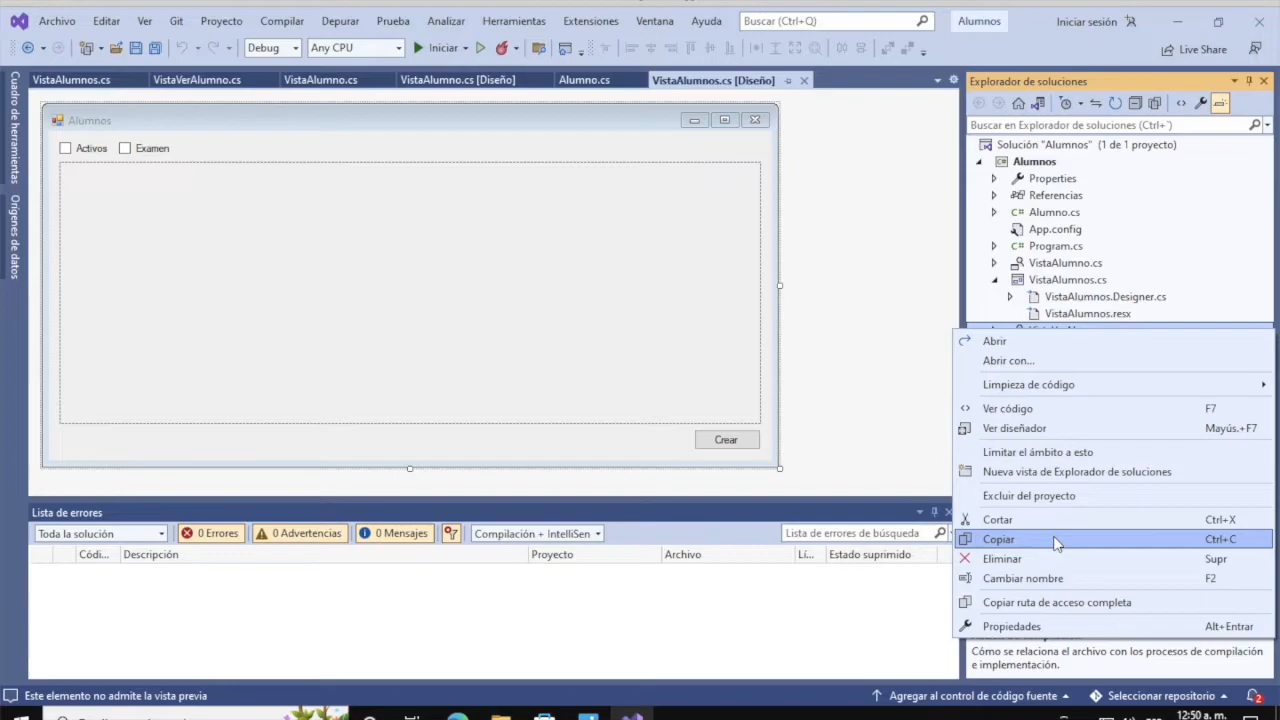 Archivo Editar Ver Git Proyecto Compilar Depurar Prueba Analizar Herramientas Extensiones Ventana Ayuda Buscar (Ctrl+Q) Alumnos Iniciar sesión
Debug Any CPU Iniciar Live Share
VistaAlumnos.cs VistaVerAlumno.cs VistaAlumno.cs VistaAlumno.cs [Diseño] Alumno.cs VistaAlumnos.cs [Diseño]
Cuadro de herramientas
Orígenes de datos
Alumnos
Activos Examen
Crear
Explorador de soluciones
Buscar en Explorador de soluciones (Ctrl+´)
Solución "Alumnos" (1 de 1 proyecto)
Alumnos
Properties
Referencias
Alumno.cs
App.config
Program.cs
VistaAlumno.cs
VistaAlumnos.cs
VistaAlumnos.Designer.cs
VistaAlumnos.resx
Abrir
Abrir con...
Limpieza de código
Ver código F7
Ver diseñador Mayús.+F7
Limitar el ámbito a esto
Nueva vista de Explorador de soluciones
Excluir del proyecto
Cortar Ctrl+X
Copiar Ctrl+C
Eliminar Supr
Cambiar nombre F2
Copiar ruta de acceso completa
Propiedades Alt+Entrar
Cómo se relaciona el archivo con los procesos de compilación
e implementación.
Lista de errores
Toda la solución 0 Errores 0 Advertencias 0 Mensajes Compilación + IntelliSen Lista de errores de búsqueda
Códi... Descripción Proyecto Archivo Lí... Estado suprimido
Este elemento no admite la vista previa Agregar al control de código fuente Seleccionar repositorio 2
12:50 a. m.